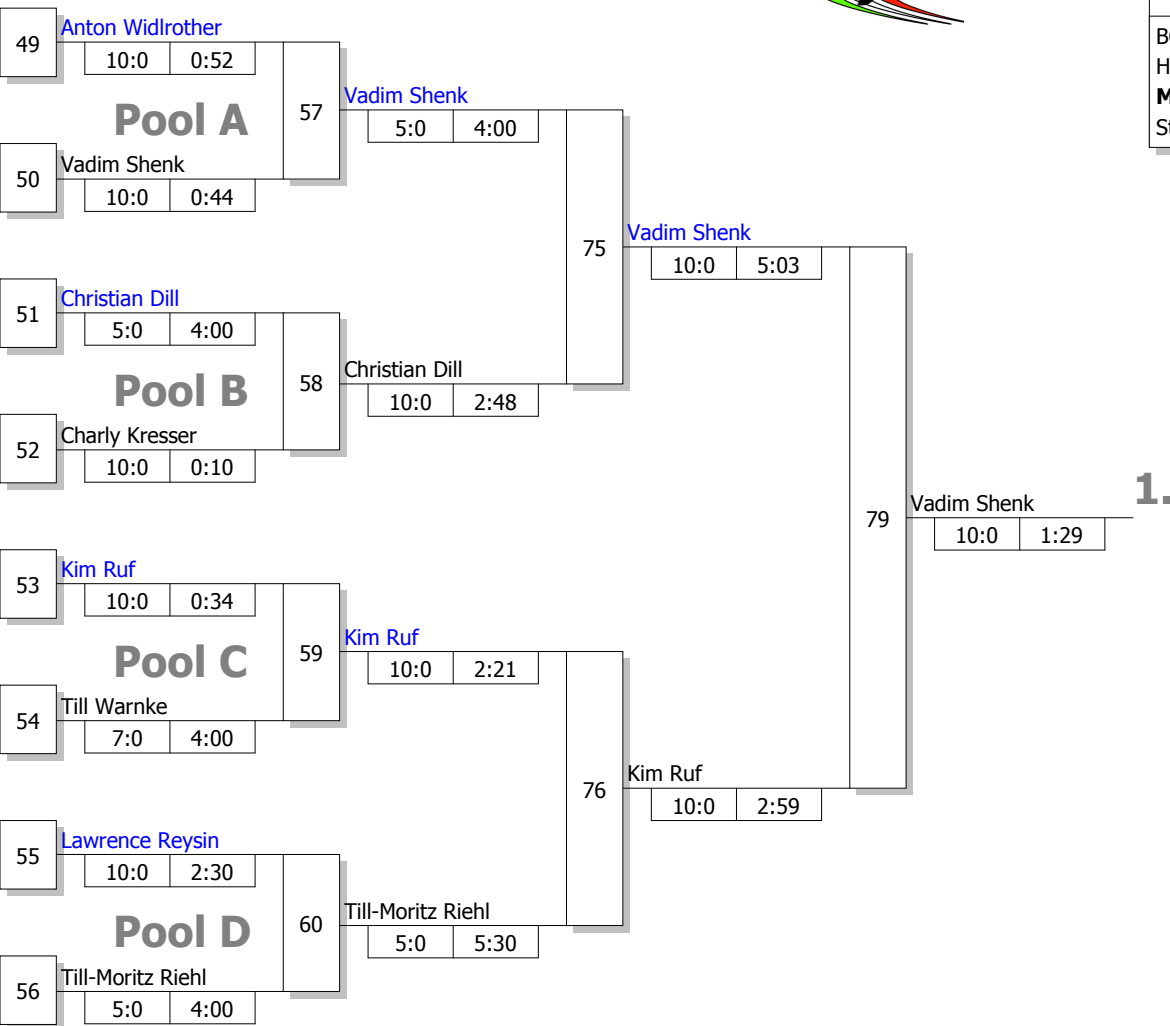 49
Anton Widlrother
10:0 0:52
Pool A
50
Vadim Shenk
10:0 0:44
57
Vadim Shenk
5:0 4:00
51
Christian Dill
5:0 4:00
Pool B
52
Charly Kresser
10:0 0:10
58
Christian Dill
10:0 2:48
75
Vadim Shenk
10:0 5:03
53
Kim Ruf
10:0 0:34
Pool C
54
Till Warnke
7:0 4:00
59
Kim Ruf
10:0 2:21
55
Lawrence Reysin
10:0 2:30
Pool D
56
Till-Moritz Riehl
5:0 4:00
60
Till-Moritz Riehl
5:0 5:30
76
Kim Ruf
10:0 2:59
79
Vadim Shenk
10:0 1:29
1.